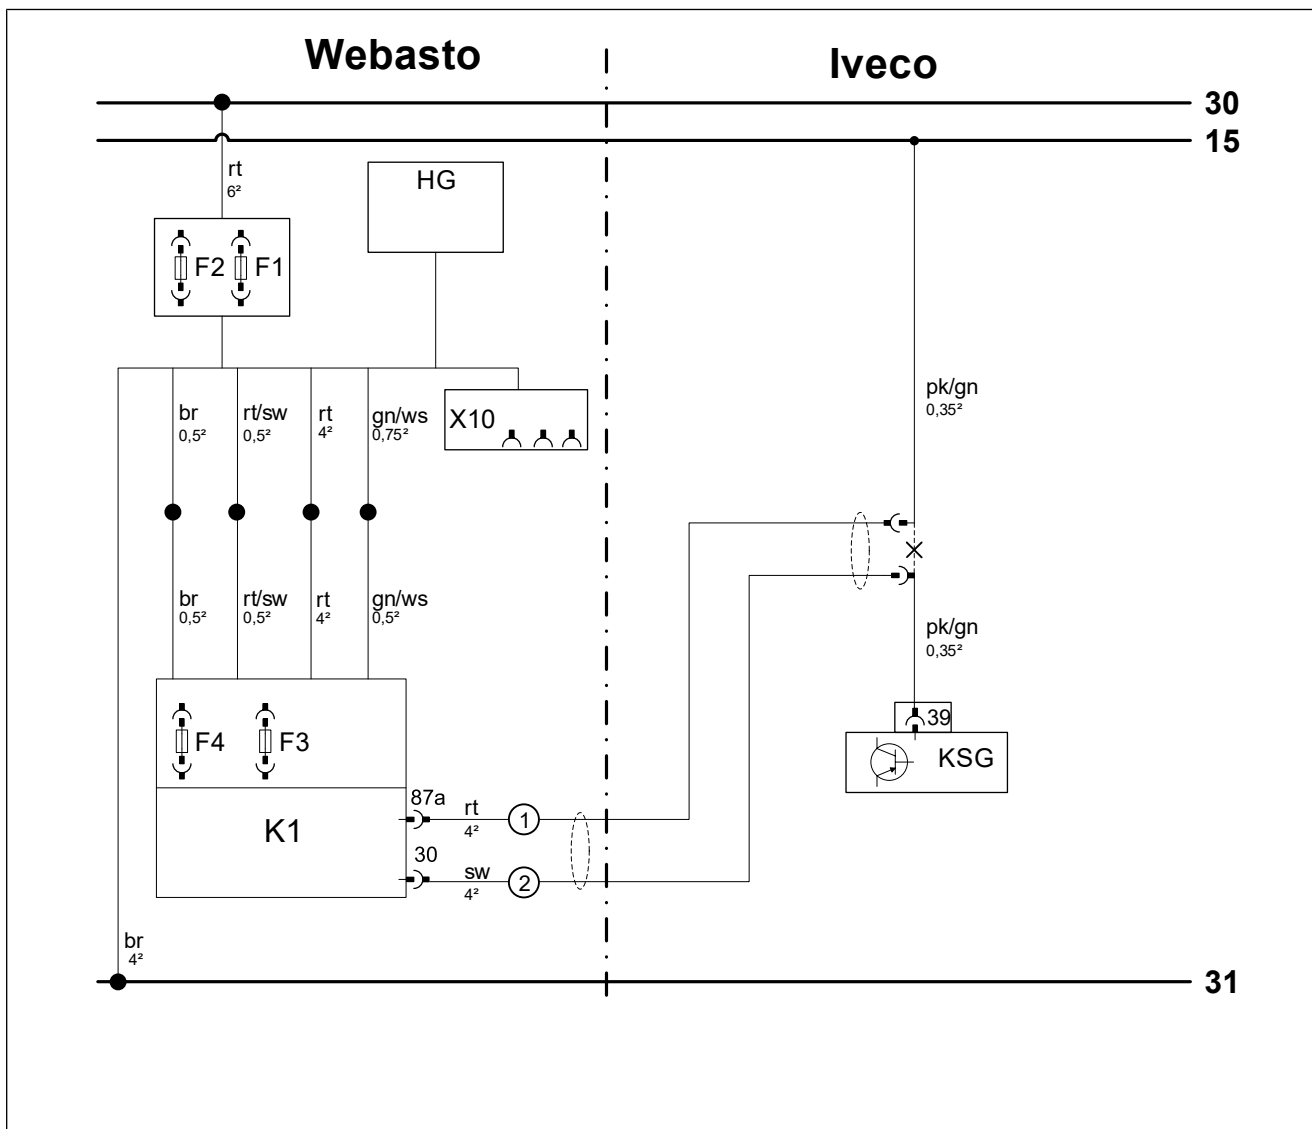 Webasto
Iveco
30
15
rt
6²
HG
F2
F1
br
0,5²
rt/sw
0,5²
rt
4²
gn/ws
0,75²
X10
pk/gn
0,35²
br
0,5²
rt/sw
0,5²
rt
4²
gn/ws
0,5²
pk/gn
0,35²
39
KSG
F4
F3
K1
87a
rt
4²
1
30
sw
4²
2
br
4²
31